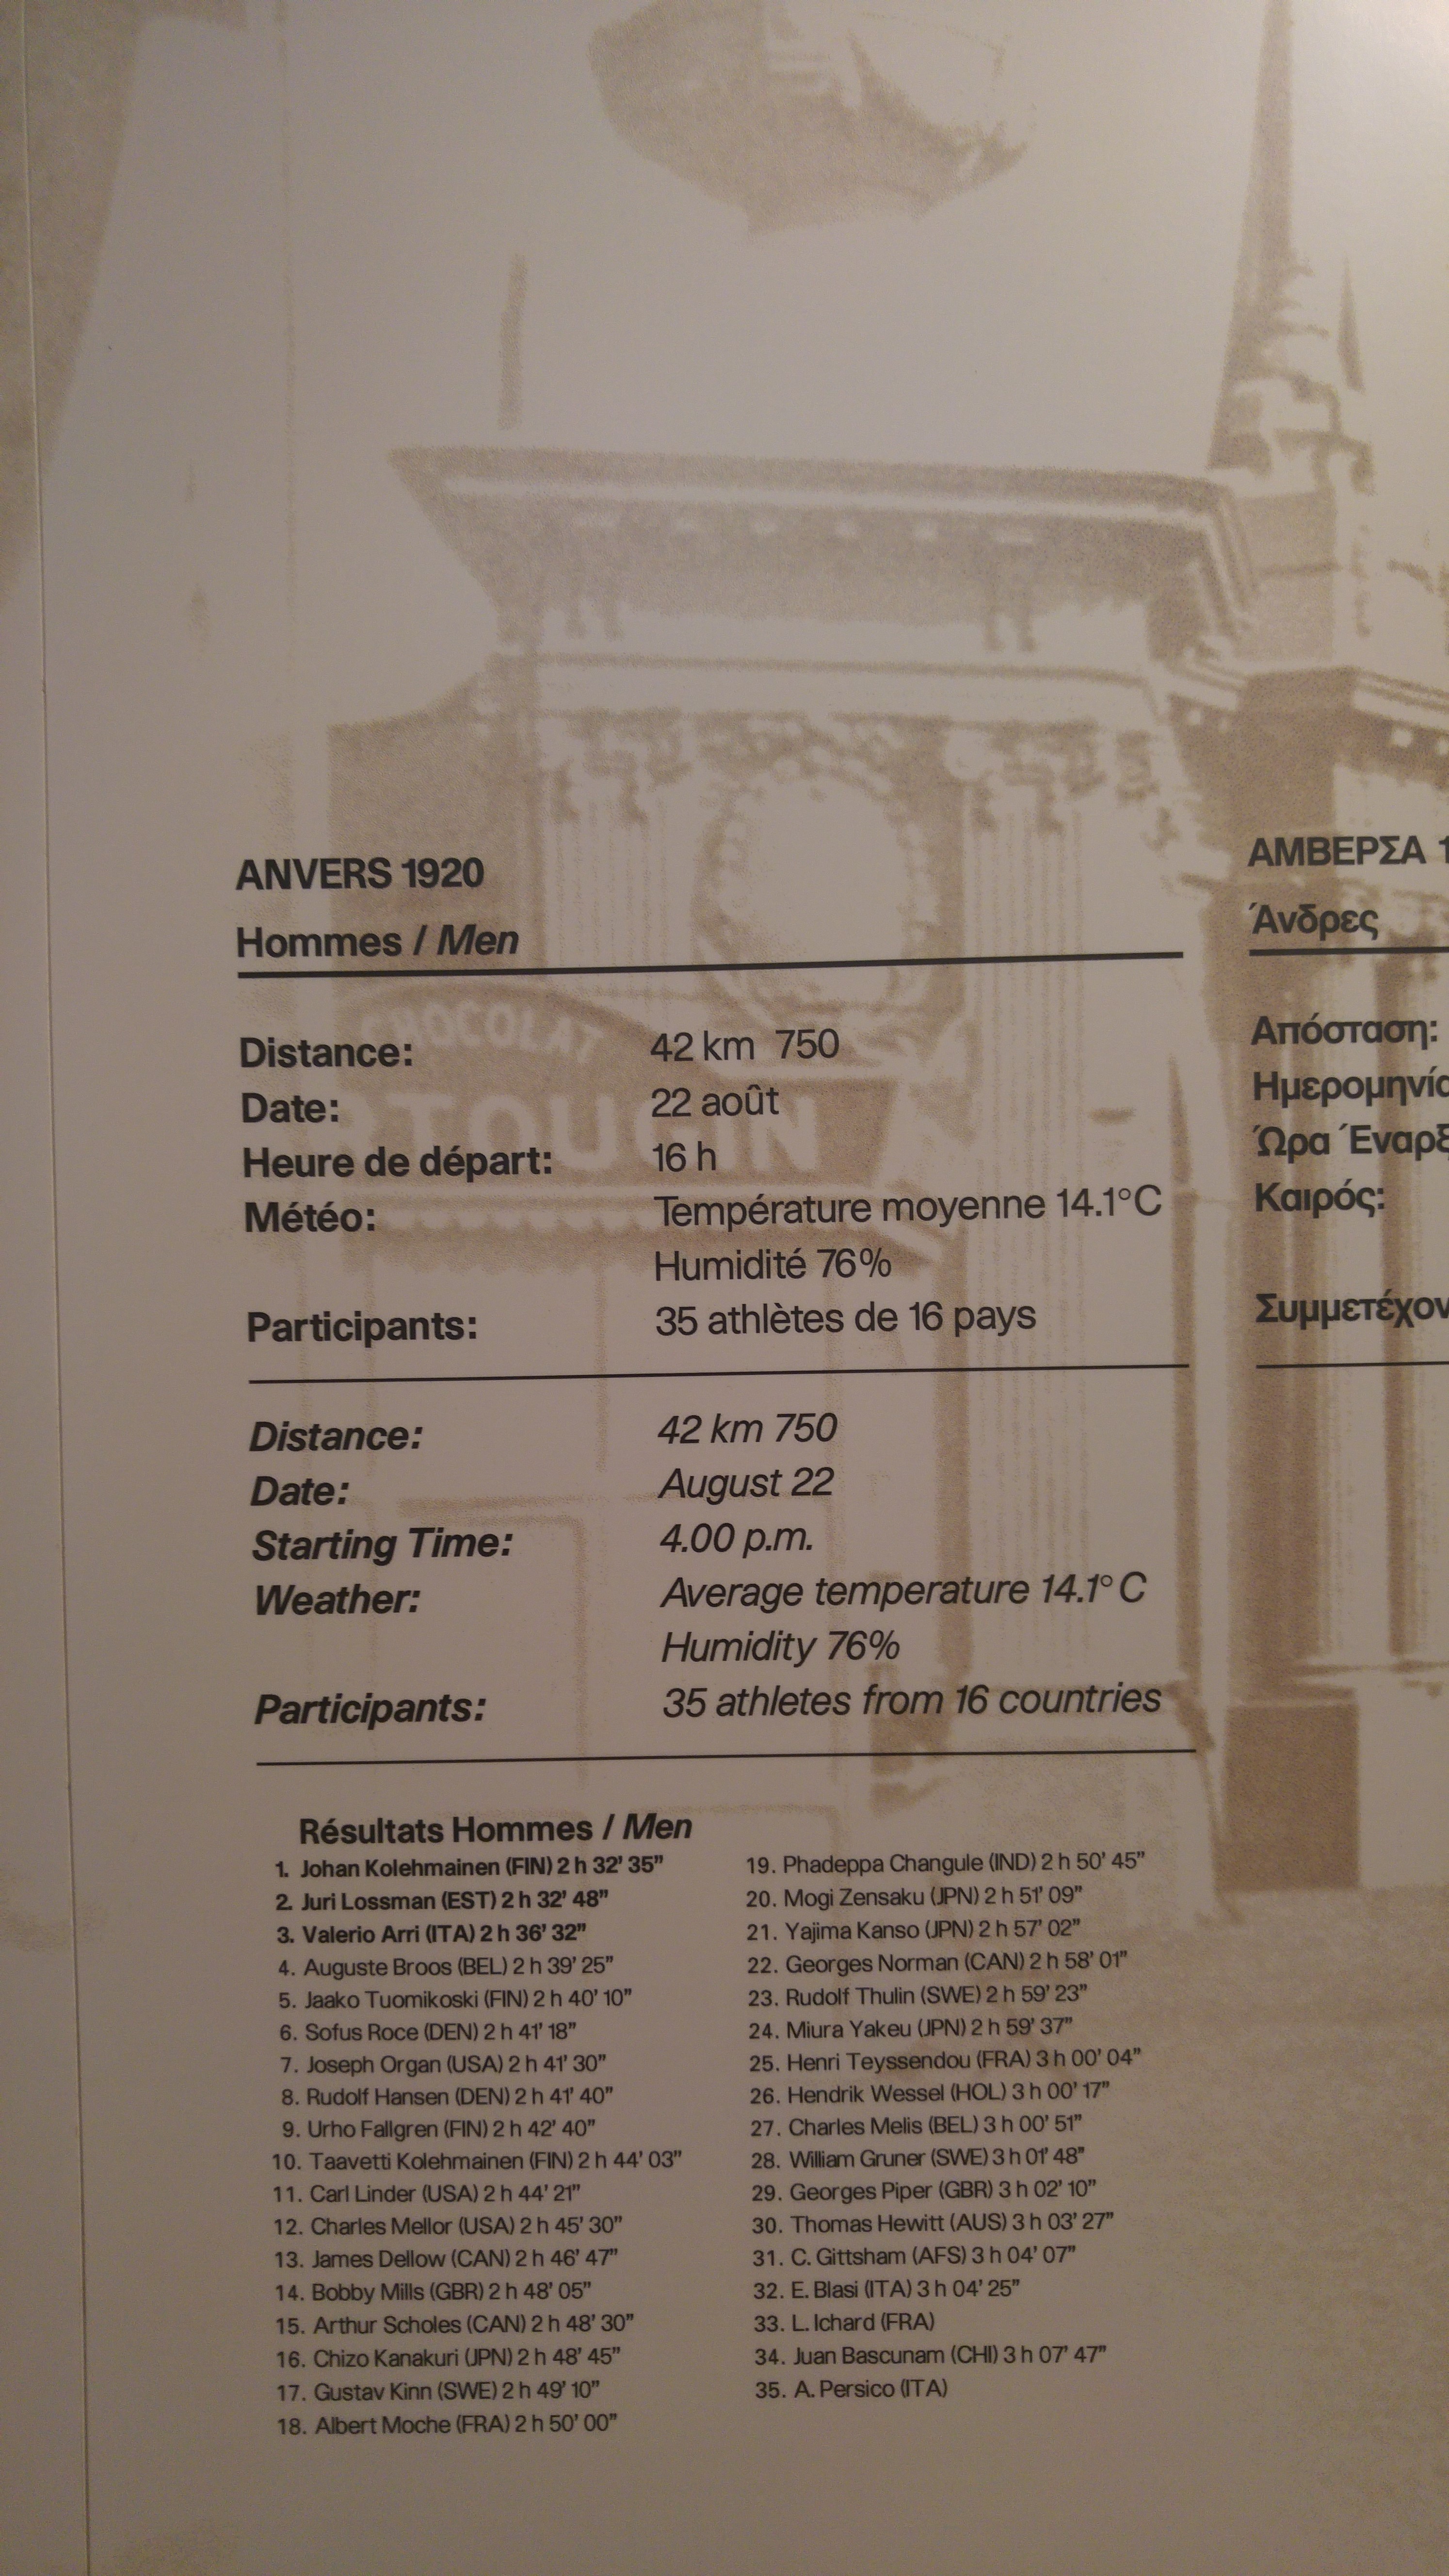 ANVERS 1920
Hommes / Men
Distance: 42 km 750
Date: 22 août
Heure de départ: 16 h
Météo: Température moyenne 14.1°C
Humidité 76%
Participants: 35 athlètes de 16 pays
Distance: 42 km 750
Date: August 22
Starting Time: 4.00 p.m.
Weather: Average temperature 14.1° C
Humidity 76%
Participants: 35 athletes from 16 countries
Résultats Hommes / Men
1. Johan Kolehmainen (FIN) 2 h 32' 35"
2. Juri Lossman (EST) 2 h 32' 48"
3. Valerio Arri (ITA) 2 h 36' 32"
4. Auguste Broos (BEL) 2 h 39' 25"
5. Jaako Tuomikoski (FIN) 2 h 40' 10"
6. Sofus Roce (DEN) 2 h 41' 18"
7. Joseph Organ (USA) 2 h 41' 30"
8. Rudolf Hansen (DEN) 2 h 41' 40"
9. Urho Fallgren (FIN) 2 h 42' 40"
10. Taavetti Kolehmainen (FIN) 2 h 44' 03"
11. Carl Linder (USA) 2 h 44' 21"
12. Charles Mellor (USA) 2 h 45' 30"
13. James Dellow (CAN) 2 h 46' 47"
14. Bobby Mills (GBR) 2 h 48' 05"
15. Arthur Scholes (CAN) 2 h 48' 30"
16. Chizo Kanakuri (JPN) 2 h 48' 45"
17. Gustav Kinn (SWE) 2 h 49' 10"
18. Albert Moche (FRA) 2 h 50' 00"
19. Phadeppa Changule (IND) 2 h 50' 45"
20. Mogi Zensaku (JPN) 2 h 51' 09"
21. Yajima Kanso (JPN) 2 h 57' 02"
22. Georges Norman (CAN) 2 h 58' 01"
23. Rudolf Thulin (SWE) 2 h 59' 23"
24. Miura Yakeu (JPN) 2 h 59' 37"
25. Henri Teyssendou (FRA) 3 h 00' 04"
26. Hendrik Wessel (HOL) 3 h 00' 17"
27. Charles Melis (BEL) 3 h 00' 51"
28. William Gruner (SWE) 3 h 01' 48"
29. Georges Piper (GBR) 3 h 02' 10"
30. Thomas Hewitt (AUS) 3 h 03' 27"
31. C. Gittsham (AFS) 3 h 04' 07"
32. E. Blasi (ITA) 3 h 04' 25"
33. L. Ichard (FRA)
34. Juan Bascunam (CHI) 3 h 07' 47"
35. A. Persico (ITA)
ΑΜΒΕΡΣΑ 1
Άνδρες
Απόσταση:
Ημερομηνία
Ώρα Έναρξ
Καιρός:
Συμμετέχον
CHOCOLAT